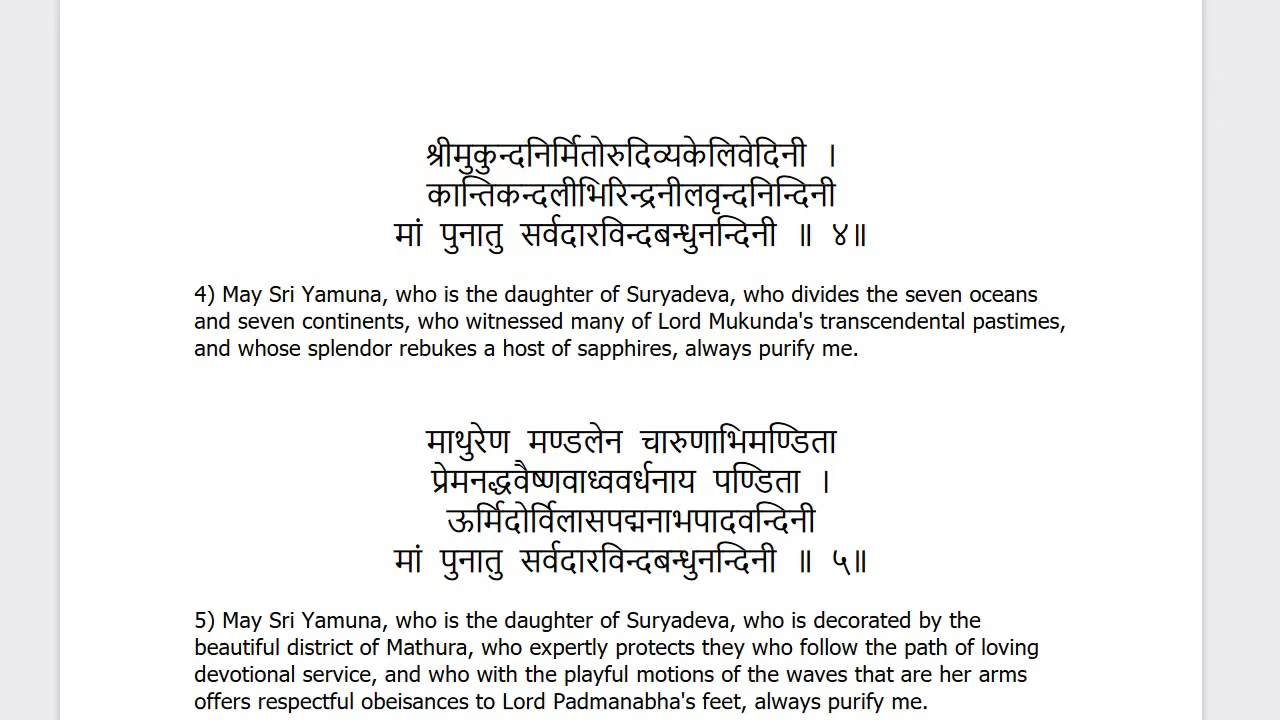 श्रीमुकुन्दनिर्मितोरुदिव्यकेलिवेदिनी ।
कान्तिकन्दलीभिरिन्द्रनीलवृन्दनिन्दिनी
मां पुनातु सर्वदारविन्दबन्धुनन्दिनी ॥ ४॥
4) May Sri Yamuna, who is the daughter of Suryadeva, who divides the seven oceans
and seven continents, who witnessed many of Lord Mukunda's transcendental pastimes,
and whose splendor rebukes a host of sapphires, always purify me.
माथुरेण मण्डलेन चारुणाभिमण्डिता
प्रेमनद्धवैष्णवाध्ववर्धनाय पण्डिता ।
ऊर्मिदोर्विलासपद्मनाभपादवन्दिनी
मां पुनातु सर्वदारविन्दबन्धुनन्दिनी ॥ ५॥
5) May Sri Yamuna, who is the daughter of Suryadeva, who is decorated by the
beautiful district of Mathura, who expertly protects they who follow the path of loving
devotional service, and who with the playful motions of the waves that are her arms
offers respectful obeisances to Lord Padmanabha's feet, always purify me.